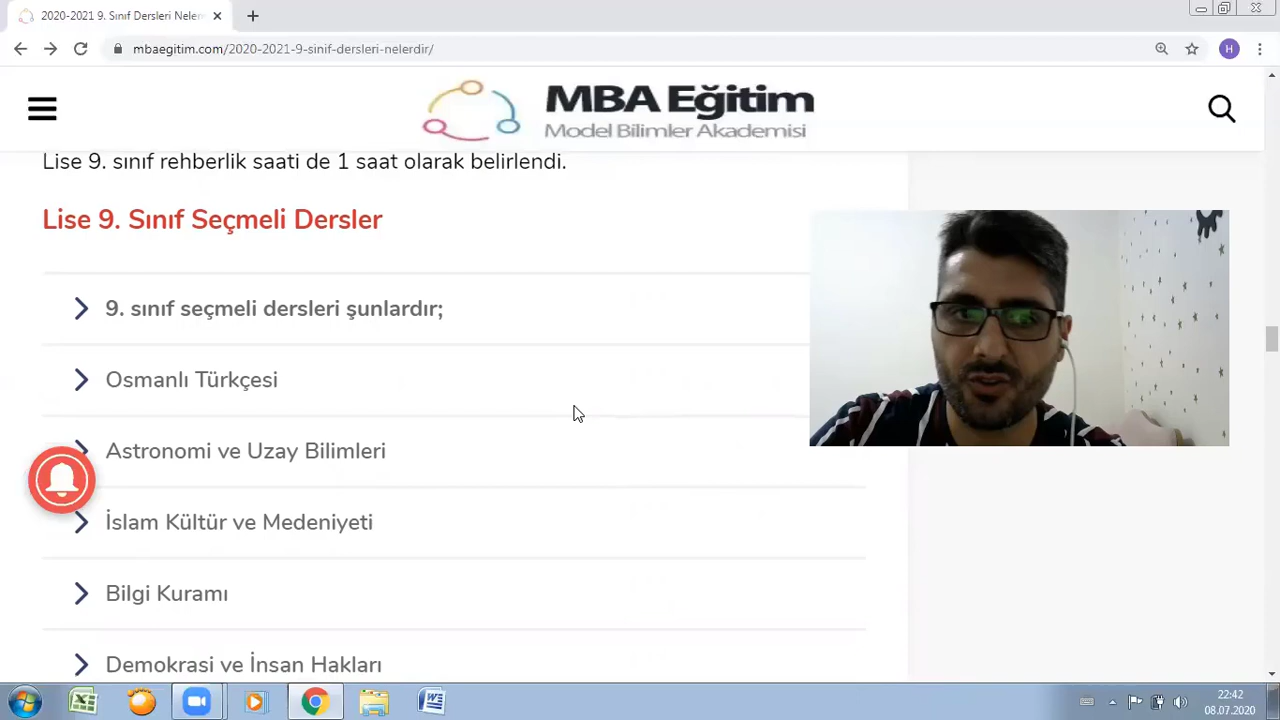 2020-2021 9. Sınıf Dersleri Nelerd
mbaegitim.com/2020-2021-9-sinif-dersleri-nelerdir/
H
MBA Eğitim
Model Bilimler Akademisi
Lise 9. sınıf rehberlik saati de 1 saat olarak belirlendi.
Lise 9. Sınıf Seçmeli Dersler
9. sınıf seçmeli dersleri şunlardır;
Osmanlı Türkçesi
Astronomi ve Uzay Bilimleri
İslam Kültür ve Medeniyeti
Bilgi Kuramı
Demokrasi ve İnsan Hakları
22:42
08.07.2020